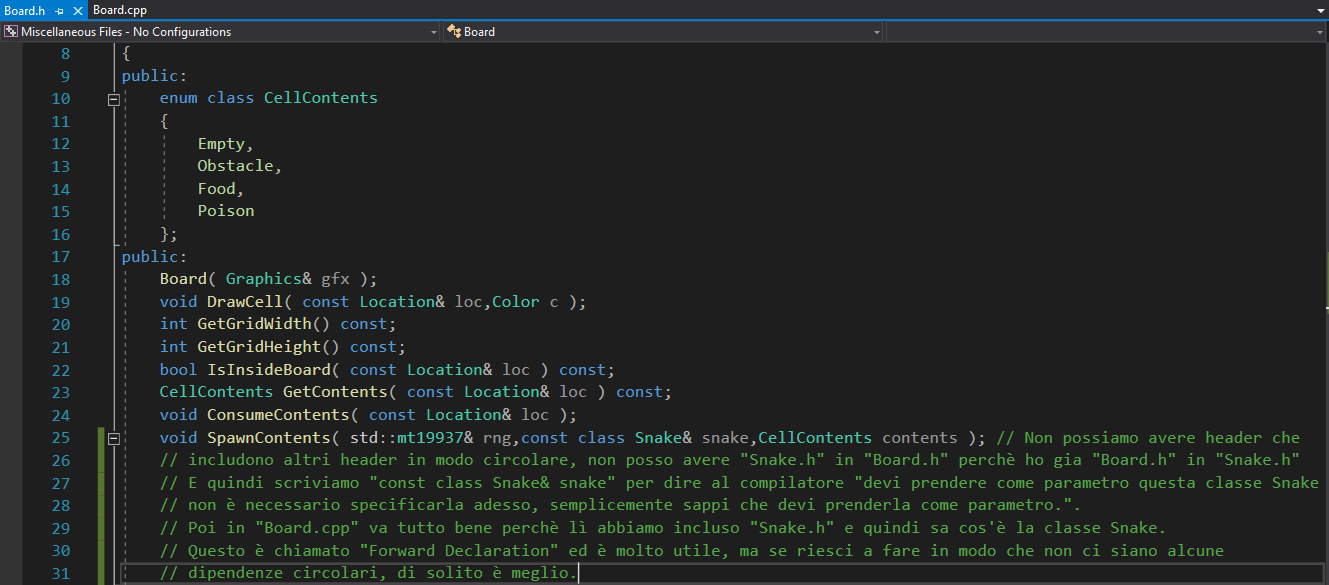 Board.h
Board.cpp
Miscellaneous Files - No Configurations
Board
8 {
9 public:
10 enum class CellContents
11 {
12 Empty,
13 Obstacle,
14 Food,
15 Poison
16 };
17 public:
18 Board( Graphics& gfx );
19 void DrawCell( const Location& loc,Color c );
20 int GetGridWidth() const;
21 int GetGridHeight() const;
22 bool IsInsideBoard( const Location& loc ) const;
23 CellContents GetContents( const Location& loc ) const;
24 void ConsumeContents( const Location& loc );
25 void SpawnContents( std::mt19937& rng,const class Snake& snake,CellContents contents ); // Non possiamo avere header che
26 // includono altri header in modo circolare, non posso avere "Snake.h" in "Board.h" perchè ho gia "Board.h" in "Snake.h"
27 // E quindi scriviamo "const class Snake& snake" per dire al compilatore "devi prendere come parametro questa classe Snake
28 // non è necessario specificarla adesso, semplicemente sappi che devi prenderla come parametro.".
29 // Poi in "Board.cpp" va tutto bene perchè lì abbiamo incluso "Snake.h" e quindi sa cos'è la classe Snake.
30 // Questo è chiamato "Forward Declaration" ed è molto utile, ma se riesci a fare in modo che non ci siano alcune
31 // dipendenze circolari, di solito è meglio.